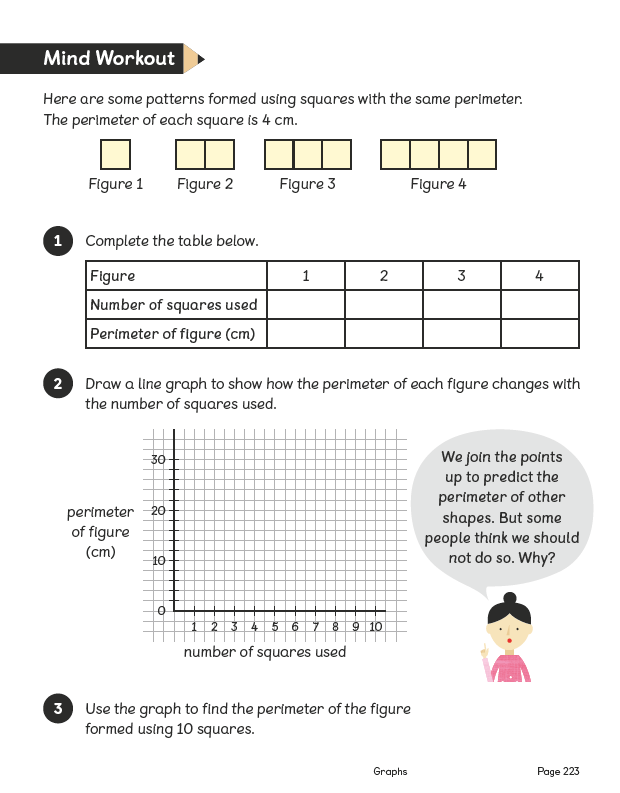 Mind Workout
Here are some patterns formed using squares with the same perimeter.
The perimeter of each square is 4 cm.
Figure 1 Figure 2 Figure 3 Figure 4
1 Complete the table below.
Figure 1 2 3 4
Number of squares used
Perimeter of figure (cm)
2 Draw a line graph to show how the perimeter of each figure changes with
the number of squares used.
30
20
10
0
perimeter
of figure
(cm)
1 2 3 4 5 6 7 8 9 10
number of squares used
We join the points
up to predict the
perimeter of other
shapes. But some
people think we should
not do so. Why?
3 Use the graph to find the perimeter of the figure
formed using 10 squares.
Graphs Page 223